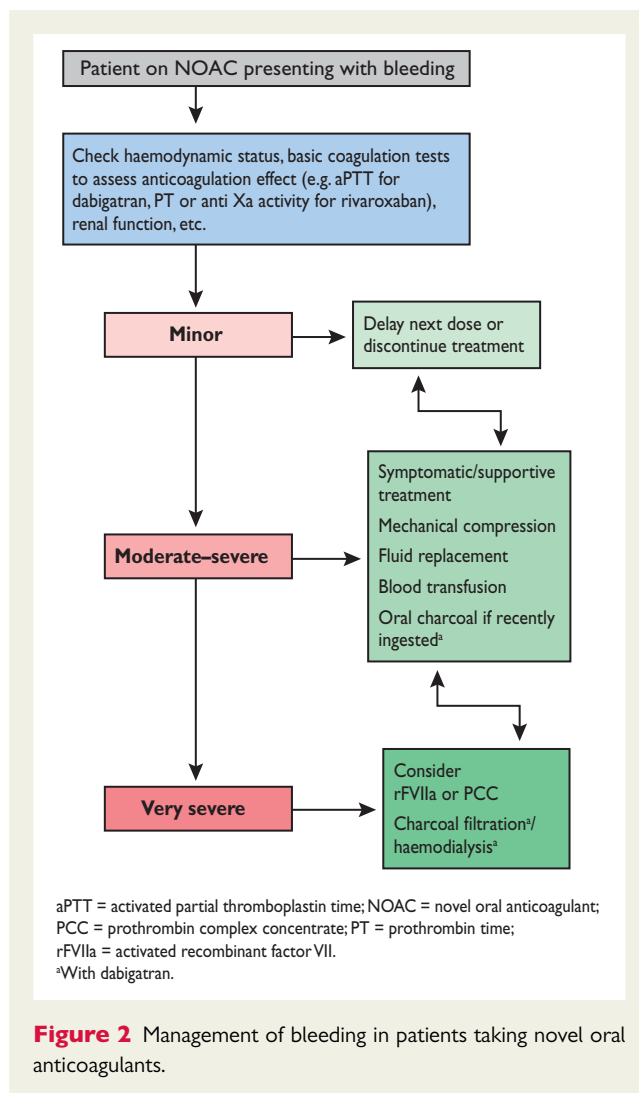 Patient on NOAC presenting with bleeding
Check haemodynamic status, basic coagulation tests
to assess anticoagulation effect (e.g. aPTT for
dabigatran, PT or anti Xa activity for rivaroxaban),
renal function, etc.
Minor
Delay next dose or
discontinue treatment
Moderate–severe
Symptomatic/supportive
treatment
Mechanical compression
Fluid replacement
Blood transfusion
Oral charcoal if recently
ingestedᵃ
Very severe
Consider
rFVIIa or PCC
Charcoal filtrationᵃ/
haemodialysisᵃ
aPTT = activated partial thromboplastin time; NOAC = novel oral anticoagulant;
PCC = prothrombin complex concentrate; PT = prothrombin time;
rFVIIa = activated recombinant factor VII.
ᵃWith dabigatran.
Figure 2 Management of bleeding in patients taking novel oral
anticoagulants.